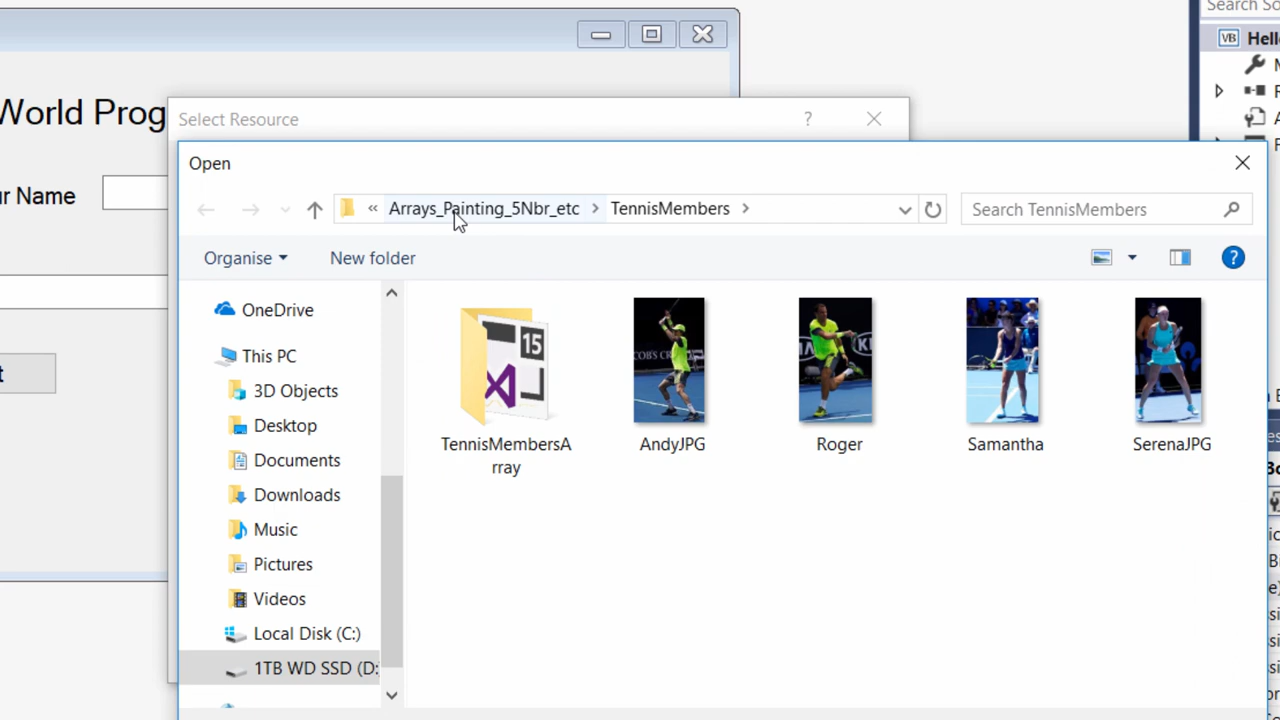 Search So
VB Hell
World Prog
Select Resource
?
Open
r Name
« Arrays_Painting_5Nbr_etc > TennisMembers >
Search TennisMembers
Organise
New folder
?
OneDrive
This PC
3D Objects
Desktop
Documents
Downloads
Music
Pictures
Videos
Local Disk (C:)
1TB WD SSD (D:
15
TennisMembersA
rray
AndyJPG
Roger
Samantha
SerenaJPG
t